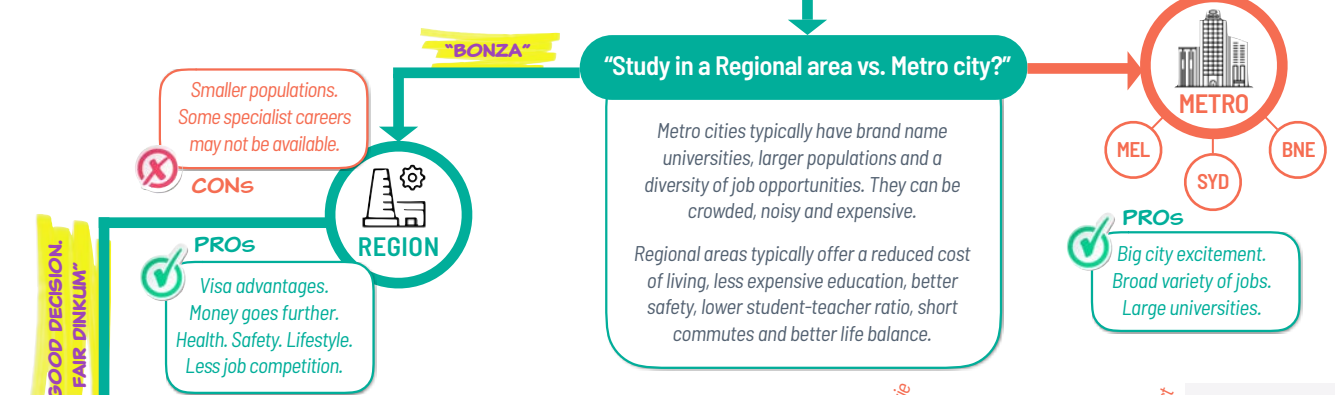 “BONZA”
“Study in a Regional area vs. Metro city?”
Metro cities typically have brand name
universities, larger populations and a
diversity of job opportunities. They can be
crowded, noisy and expensive.
Regional areas typically offer a reduced cost
of living, less expensive education, better
safety, lower student-teacher ratio, short
commutes and better life balance.
Smaller populations.
Some specialist careers
may not be available.
CONs
REGION
PROs
Visa advantages.
Money goes further.
Health. Safety. Lifestyle.
Less job competition.
GOOD DECISION.
FAIR DINKUM”
METRO
MEL
SYD
BNE
PROs
Big city excitement.
Broad variety of jobs.
Large universities.